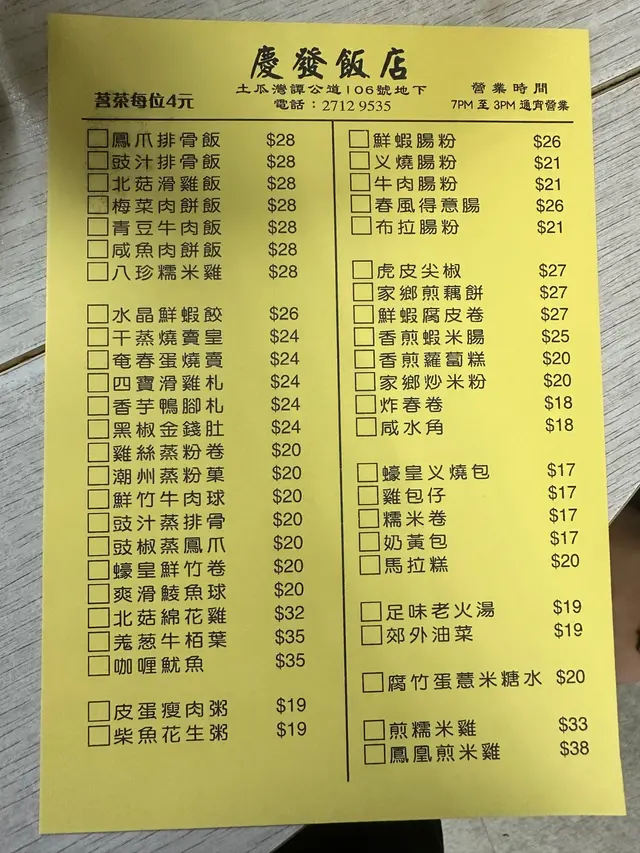 慶發飯店
土瓜灣譚公道106號地下
電話：2712 9535
茗茶每位4元
營業時間
7PM 至 3PM 通宵營業
鳳爪排骨飯 $28
豉汁排骨飯 $28
北菇滑雞飯 $28
梅菜肉餅飯 $28
青豆牛肉飯 $28
咸魚肉餅飯 $28
八珍糯米雞 $28
水晶鮮蝦餃 $26
干蒸燒賣皇 $24
奄春蛋燒賣 $24
四寶滑雞札 $24
香芋鴨腳札 $24
黑椒金錢肚 $24
雞絲蒸粉卷 $20
潮州蒸粉菓 $20
鮮竹牛肉球 $20
豉汁蒸排骨 $20
豉椒蒸鳳爪 $20
蠔皇鮮竹卷 $20
爽滑鯪魚球 $20
北菇綿花雞 $32
羗葱牛栢葉 $35
咖喱魷魚 $35
皮蛋瘦肉粥 $19
柴魚花生粥 $19
鮮蝦腸粉 $26
义燒腸粉 $21
牛肉腸粉 $21
春風得意腸 $26
布拉腸粉 $21
虎皮尖椒 $27
家鄉煎藕餅 $27
鮮蝦腐皮卷 $27
香煎蝦米腸 $25
香煎蘿蔔糕 $20
家鄉炒米粉 $20
炸春卷 $18
咸水角 $18
蠔皇义燒包 $17
雞包仔 $17
糯米卷 $17
奶黃包 $17
馬拉糕 $20
足味老火湯 $19
郊外油菜 $19
腐竹蛋薏米糖水 $20
煎糯米雞 $33
鳳凰煎米雞 $38